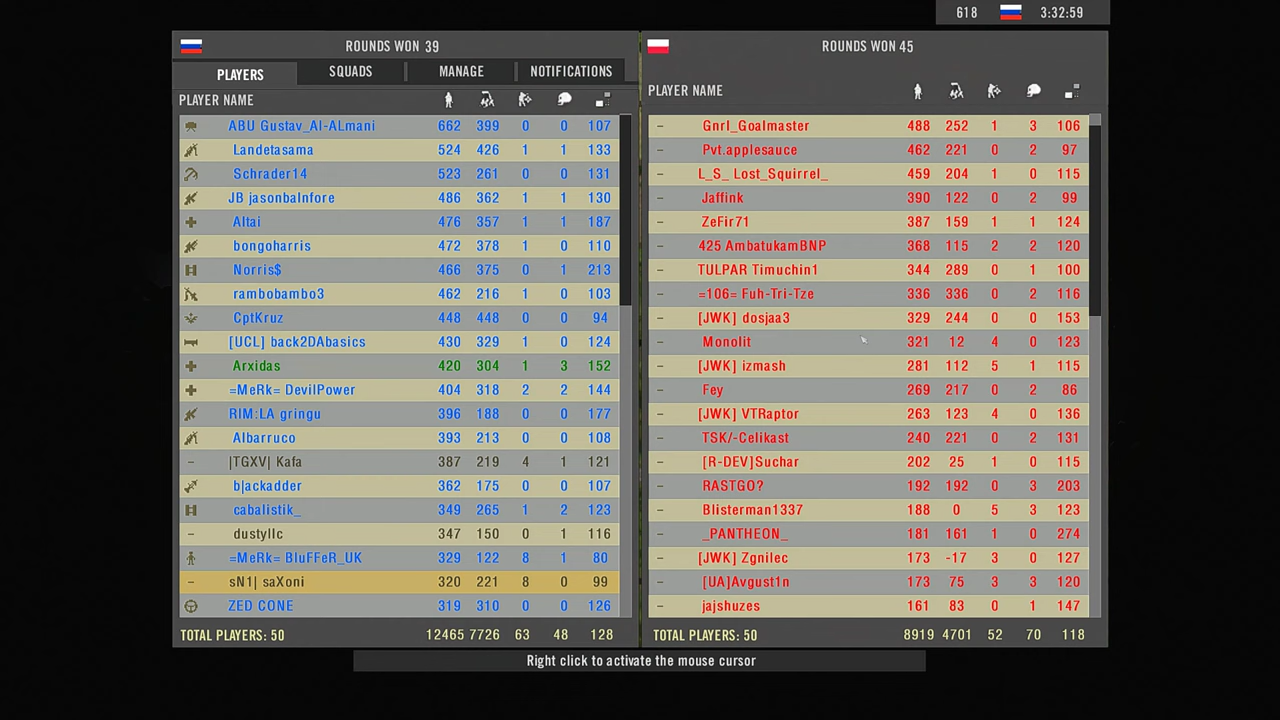 618 3:32:59
ROUNDS WON 39
PLAYERS SQUADS MANAGE NOTIFICATIONS
PLAYER NAME
ABU Gustav_Al-ALmani 662 399 0 0 107
Landetasama 524 426 1 1 133
Schrader14 523 261 1 0 131
JB jasonbalnfore 486 362 1 1 130
Altai 476 357 1 1 187
bongoharris 472 378 1 0 110
Norris$ 466 375 0 1 213
rambobambo3 462 216 1 0 103
CptKruz 448 448 0 0 94
[UCL] back2DAbasics 430 329 1 0 124
Arxidas 420 304 1 3 152
=MeRk= DevilPower 404 318 2 2 144
RIM:LA gringu 396 188 0 0 177
Albarruco 393 213 0 0 108
– |TGXV| Kafa 387 219 4 1 121
b|ackadder 362 175 0 0 107
cabalistik_ 349 265 1 2 123
– dustyllc 347 150 0 1 116
=MeRk= BluFFeR_UK 329 122 8 1 80
– sN1| saXoni 320 221 8 0 99
ZED CONE 319 310 0 0 126
TOTAL PLAYERS: 50 12465 7726 63 48 128
ROUNDS WON 45
PLAYER NAME
– Gnrl_Goalmaster 488 252 1 3 106
– Pvt.applesauce 462 221 0 2 97
– L_S_ Lost_Squirrel_ 459 204 1 0 115
– Jaffink 390 122 0 2 99
– ZeFir71 387 159 1 1 124
– 425 AmbatukamBNP 368 115 2 2 120
– TULPAR Timuchin1 344 289 0 1 100
– =106= Fuh-Tri-Tze 336 336 0 2 116
– [JWK] dosjaa3 329 244 0 0 153
– Monolit 321 12 4 0 123
– [JWK] izmash 281 112 5 1 115
– Fey 269 217 0 2 86
– [JWK] VTRaptor 263 123 4 0 136
– TSK/-Celikast 240 221 0 2 131
– [R-DEV]Suchar 202 25 1 0 115
– RASTGO? 192 192 0 3 203
– Blisterman1337 188 0 5 3 123
– _PANTHEON_ 181 161 1 0 274
– [JWK] Zgnilec 173 -17 3 0 127
– [UA]Avgust1n 173 75 3 3 120
– jajshuzes 161 83 0 1 147
TOTAL PLAYERS: 50 8919 4701 52 70 118
Right click to activate the mouse cursor